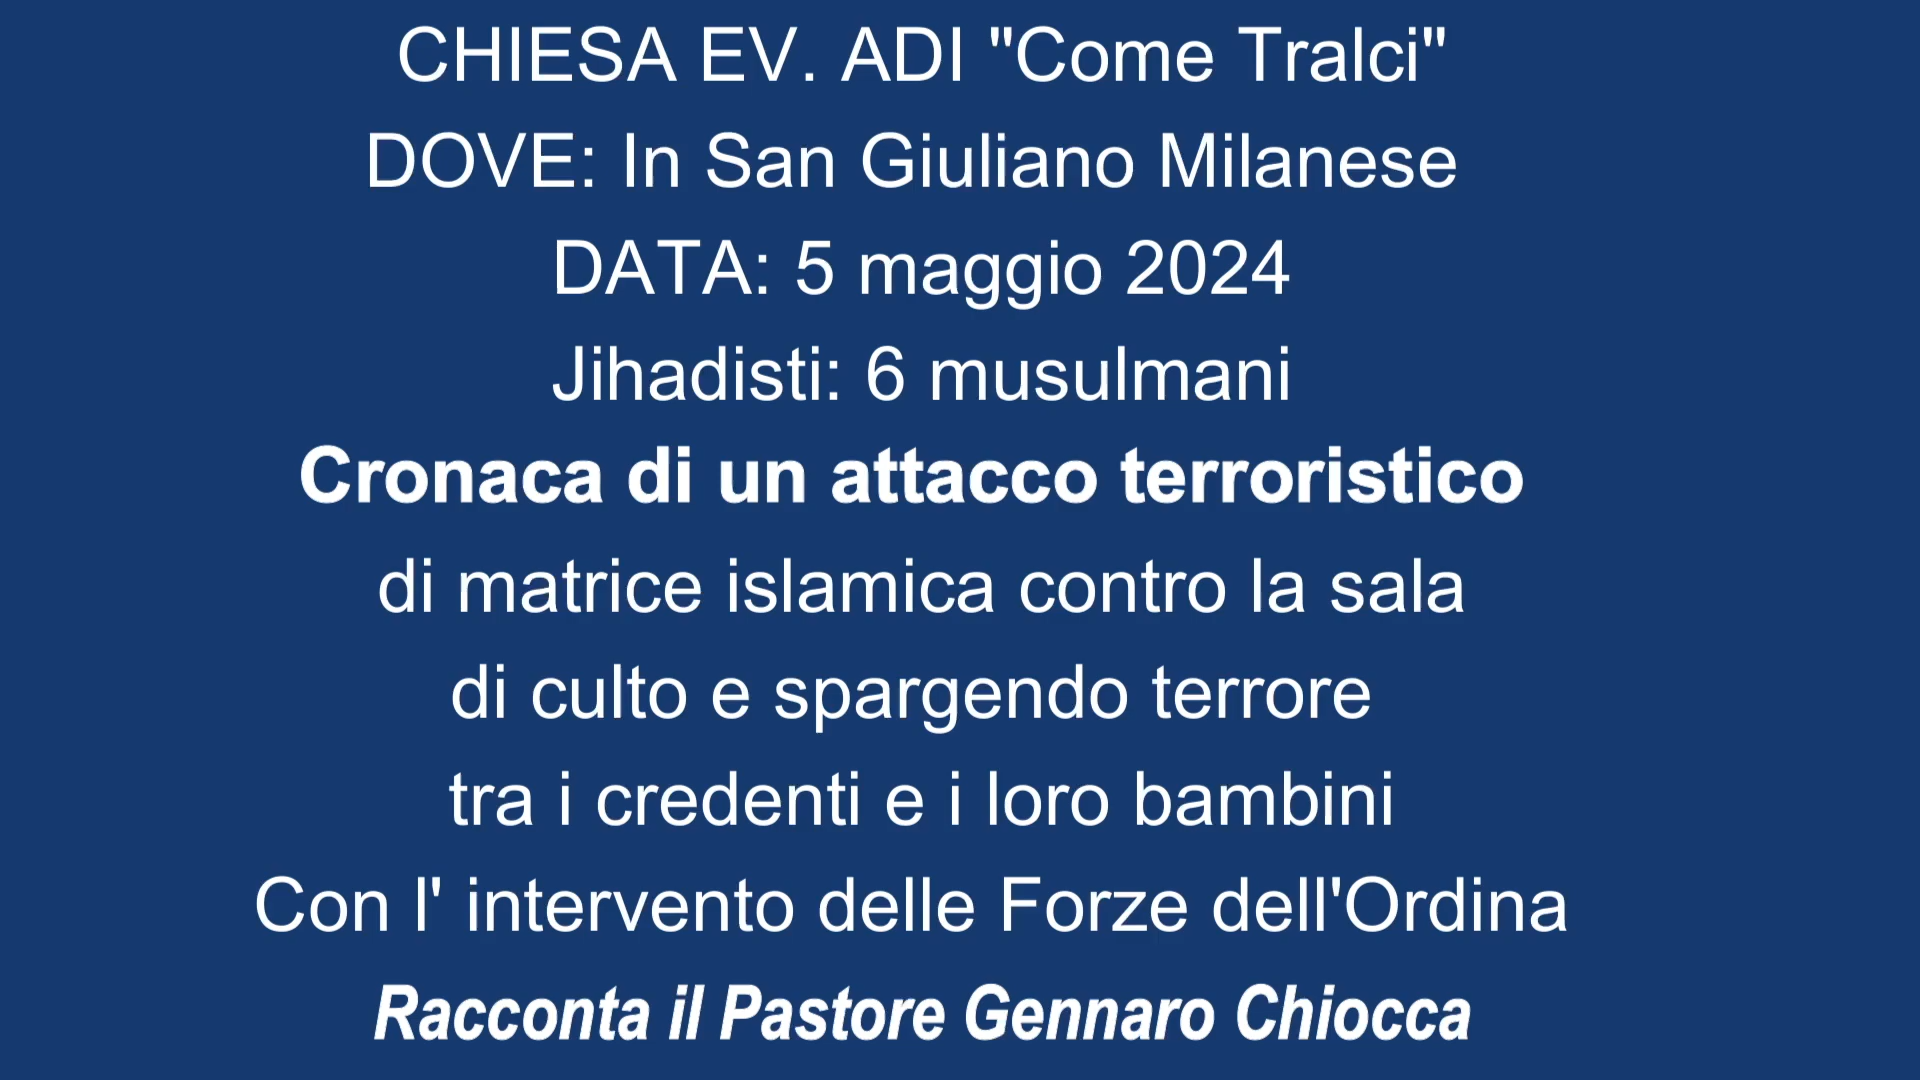 CHIESA EV. ADI "Come Tralci"
DOVE: In San Giuliano Milanese
DATA: 5 maggio 2024
Jihadisti: 6 musulmani
Cronaca di un attacco terroristico
di matrice islamica contro la sala
di culto e spargendo terrore
tra i credenti e i loro bambini
Con l' intervento delle Forze dell'Ordina
Racconta il Pastore Gennaro Chiocca